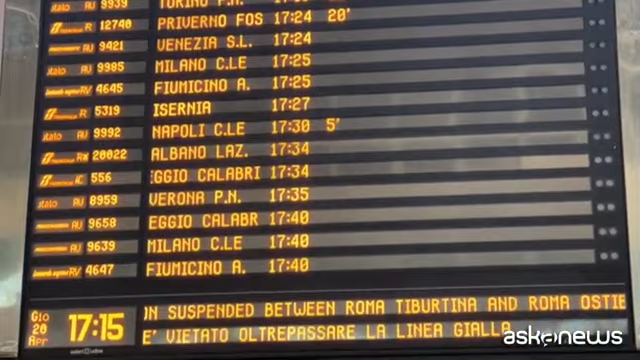 italo AV 9939 TORINO P.N.
R 12740 PRIVERNO FOS 17:24 20'
AV 9421 VENEZIA S.L. 17:24
italo AV 9985 MILANO C.LE 17:25
RV 4645 FIUMICINO A. 17:25
R 5319 ISERNIA 17:27
italo AV 9992 NAPOLI C.LE 17:30 5'
20022 ALBANO LAZ. 17:34
IC 556 EGGIO CALABRI 17:34
italo AV 8959 VERONA P.N. 17:35
AV 9658 EGGIO CALABR 17:40
AV 9639 MILANO C.LE 17:40
RV 4647 FIUMICINO A. 17:40
Gio 20 Apr 17:15
ON SUSPENDED BETWEEN ROMA TIBURTINA AND ROMA OSTIE
E' VIETATO OLTREPASSARE LA LINEA GIALLA
askanews